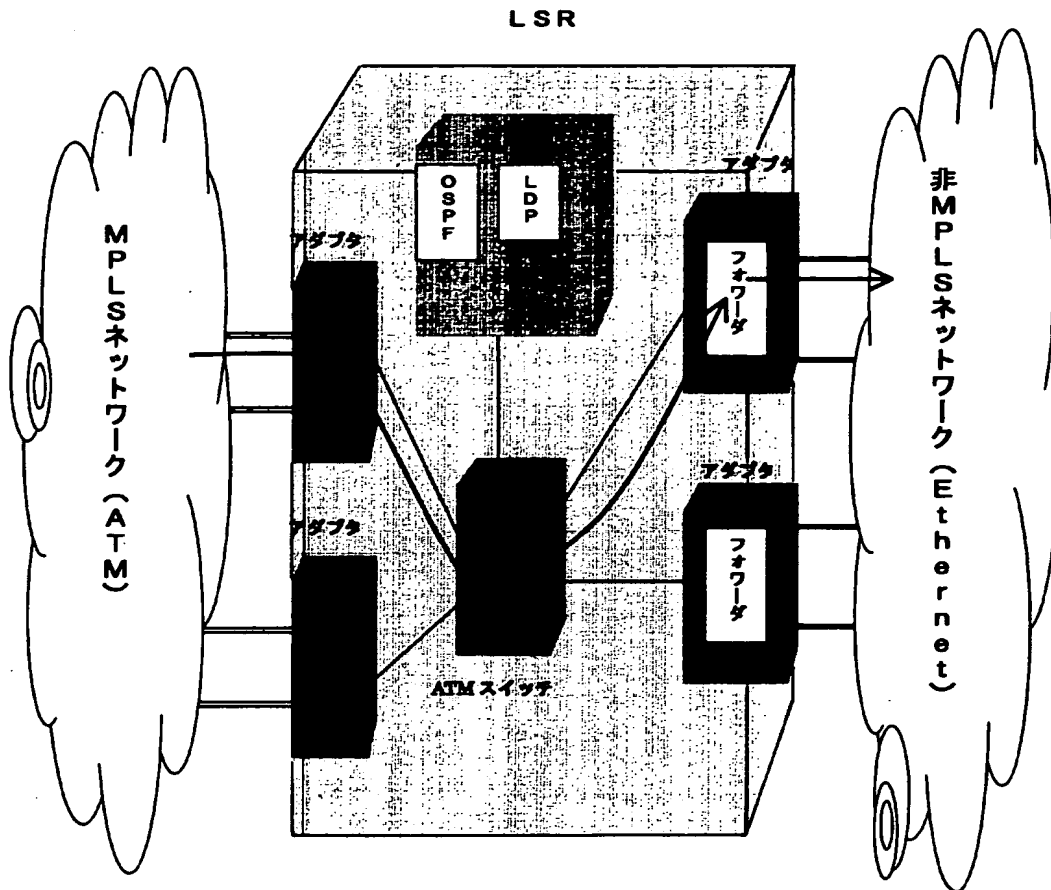 LSR
MPLSネットワーク(ATM)
アダプタ
アダプタ
OSPF
LDP
ATMスイッチ
アダプタ
フォワーダ
アダプタ
フォワーダ
非MPLSネットワーク(Ethernet)